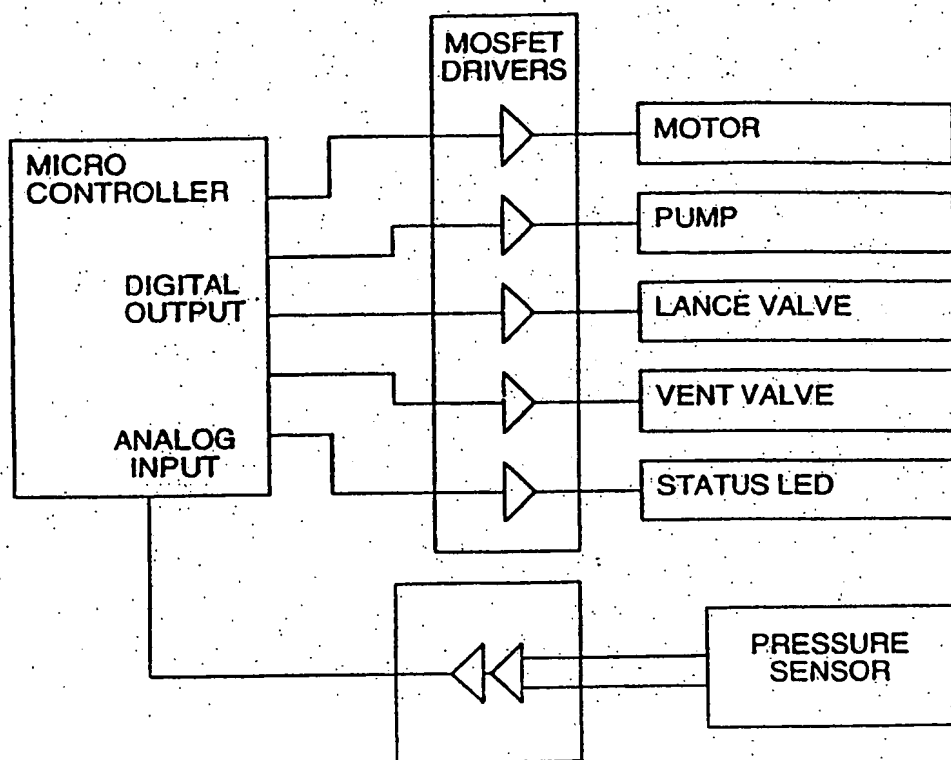 MOSFET
DRIVERS
MOTOR
MICRO
CONTROLLER
PUMP
DIGITAL
OUTPUT
LANCE VALVE
VENT VALVE
ANALOG
INPUT
STATUS LED
PRESSURE
SENSOR